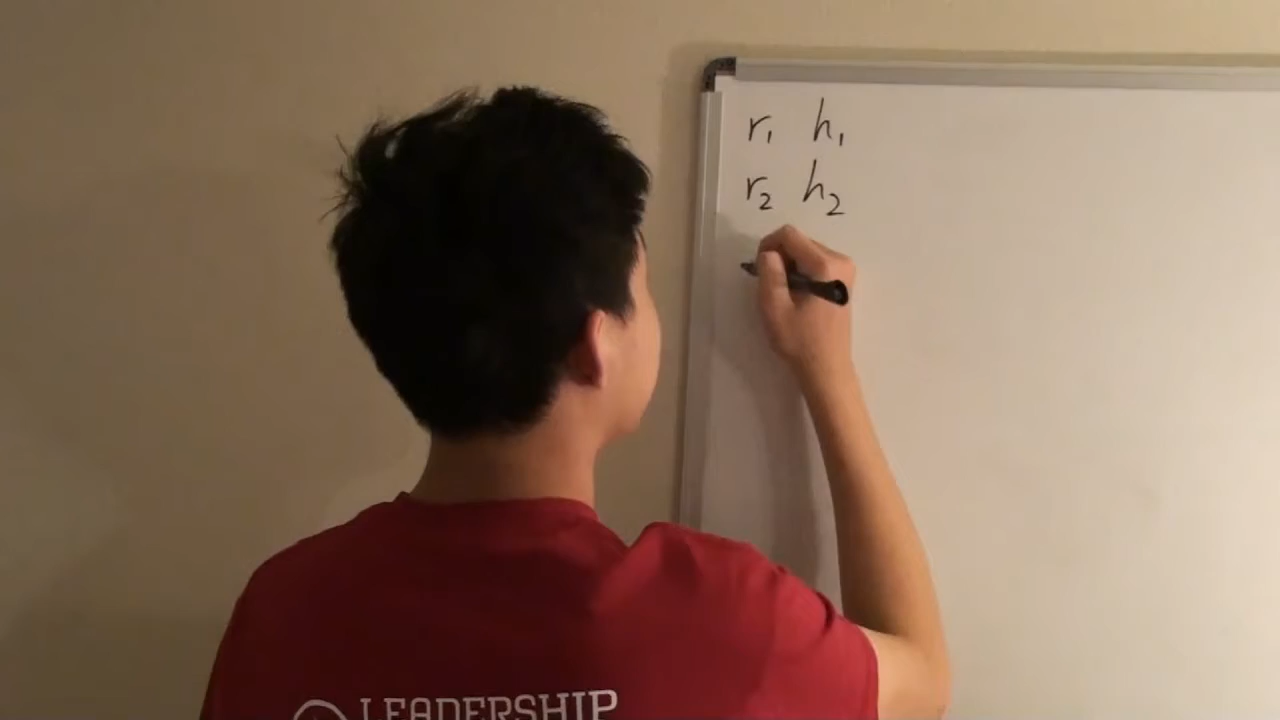 r₁ h₁
r₂ h₂
LEADERSHIP